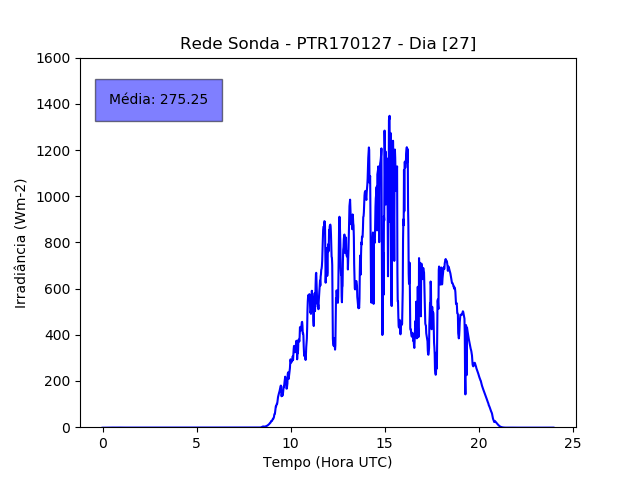 Rede Sonda - PTR170127 - Dia [27]
1600
1400
1200
1000
800
600
400
200
0
Média: 275.25
Irradiância (Wm-2)
0 5 10 15 20 25
Tempo (Hora UTC)